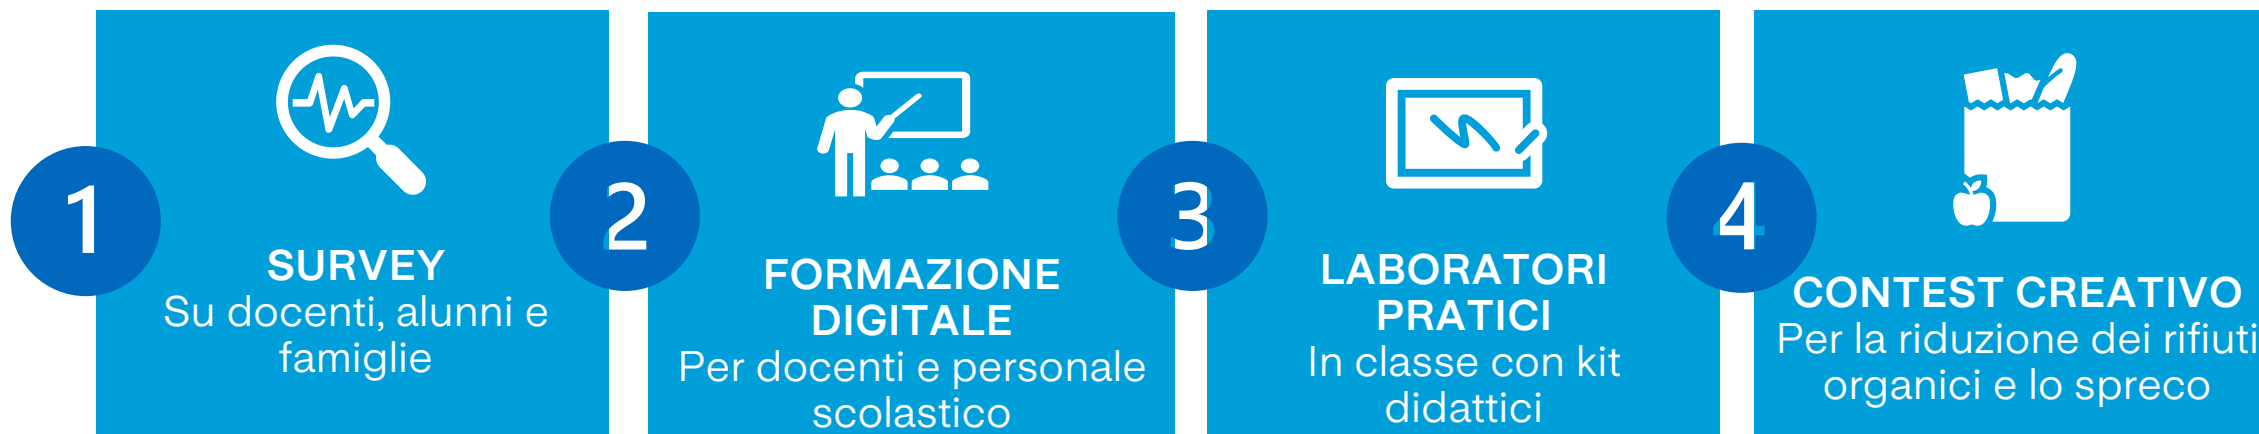 1
SURVEY
Su docenti, alunni e
famiglie
2
FORMAZIONE
DIGITALE
Per docenti e personale
scolastico
3
LABORATORI
PRATICI
In classe con kit
didattici
4
CONTEST CREATIVO
Per la riduzione dei rifiuti
organici e lo spreco